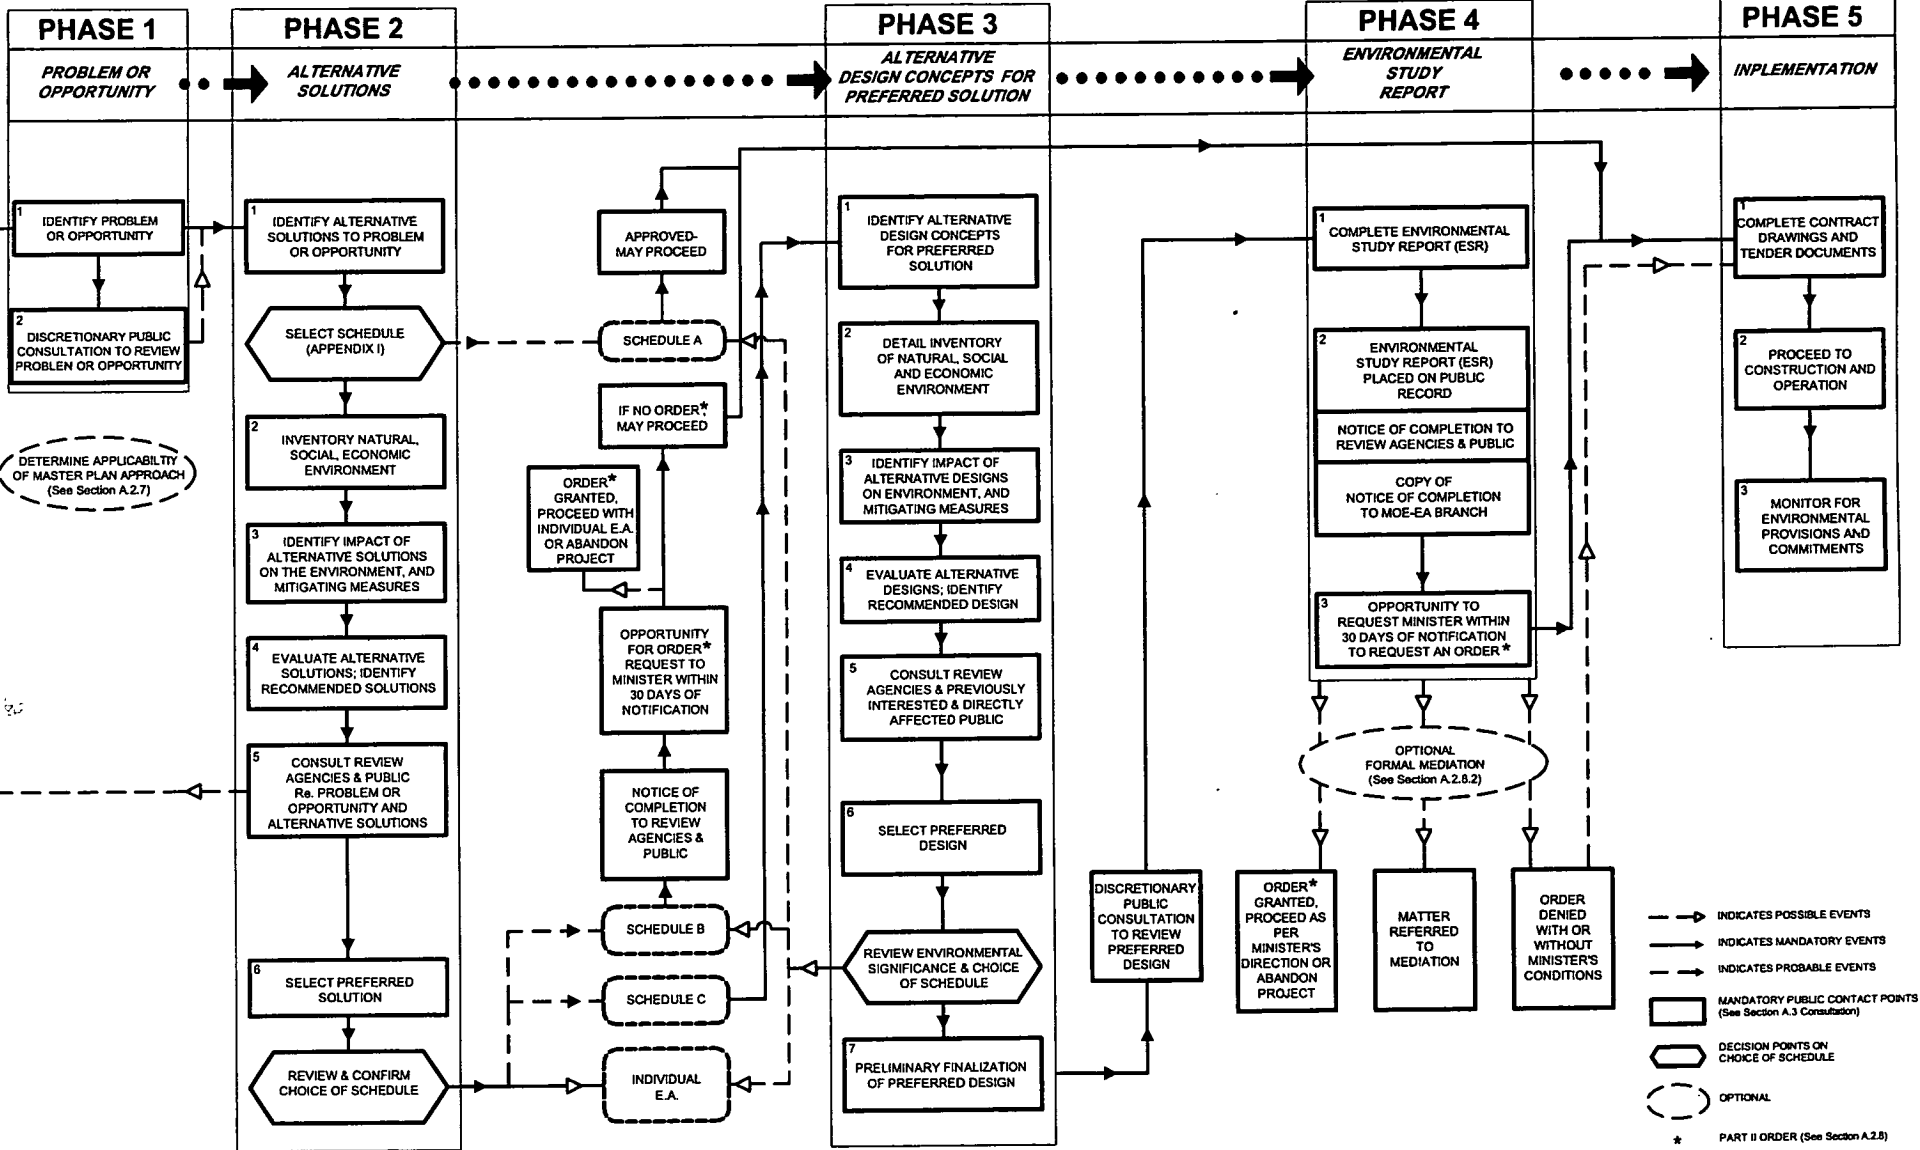 PHASE 1
PROBLEM OR
OPPORTUNITY
PHASE 2
ALTERNATIVE
SOLUTIONS
PHASE 3
ALTERNATIVE
DESIGN CONCEPTS FOR
PREFERRED SOLUTION
PHASE 4
ENVIRONMENTAL
STUDY
REPORT
PHASE 5
INPLEMENTATION
1
IDENTIFY PROBLEM
OR OPPORTUNITY
2
DISCRETIONARY PUBLIC
CONSULTATION TO REVIEW
PROBLEN OR OPPORTUNITY
DETERMINE APPLICABILITY
OF MASTER PLAN APPROACH
(See Section A.2.7)
1
IDENTIFY ALTERNATIVE
SOLUTIONS TO PROBLEM
OR OPPORTUNITY
SELECT SCHEDULE
(APPENDIX I)
2
INVENTORY NATURAL,
SOCIAL, ECONOMIC
ENVIRONMENT
3
IDENTIFY IMPACT OF
ALTERNATIVE SOLUTIONS
ON THE ENVIRONMENT, AND
MITIGATING MEASURES
4
EVALUATE ALTERNATIVE
SOLUTIONS; IDENTIFY
RECOMMENDED SOLUTIONS
5
CONSULT REVIEW
AGENCIES & PUBLIC
Re. PROBLEM OR
OPPORTUNITY AND
ALTERNATIVE SOLUTIONS
6
SELECT PREFERRED
SOLUTION
REVIEW & CONFIRM
CHOICE OF SCHEDULE
APPROVED-
MAY PROCEED
SCHEDULE A
IF NO ORDER*,
MAY PROCEED
ORDER*
GRANTED,
PROCEED WITH
INDIVIDUAL E.A.
OR ABANDON
PROJECT
OPPORTUNITY
FOR ORDER*
REQUEST TO
MINISTER WITHIN
30 DAYS OF
NOTIFICATION
NOTICE OF
COMPLETION
TO REVIEW
AGENCIES &
PUBLIC
SCHEDULE B
SCHEDULE C
INDIVIDUAL
E.A.
1
IDENTIFY ALTERNATIVE
DESIGN CONCEPTS
FOR PREFERRED
SOLUTION
2
DETAIL INVENTORY
OF NATURAL, SOCIAL
AND ECONOMIC
ENVIRONMENT
3
IDENTIFY IMPACT OF
ALTERNATIVE DESIGNS
ON ENVIRONMENT, AND
MITIGATING MEASURES
4
EVALUATE ALTERNATIVE
DESIGNS; IDENTIFY
RECOMMENDED DESIGN
5
CONSULT REVIEW
AGENCIES & PREVIOUSLY
INTERESTED & DIRECTLY
AFFECTED PUBLIC
6
SELECT PREFERRED
DESIGN
REVIEW ENVIRONMENTAL
SIGNIFICANCE & CHOICE
OF SCHEDULE
7
PRELIMINARY FINALIZATION
OF PREFERRED DESIGN
DISCRETIONARY
PUBLIC
CONSULTATION
TO REVIEW
PREFERRED
DESIGN
1
COMPLETE ENVIRONMENTAL
STUDY REPORT (ESR)
2
ENVIRONMENTAL
STUDY REPORT (ESR)
PLACED ON PUBLIC
RECORD
NOTICE OF COMPLETION TO
REVIEW AGENCIES & PUBLIC
COPY OF
NOTICE OF COMPLETION
TO MOE-EA BRANCH
3
OPPORTUNITY TO
REQUEST MINISTER WITHIN
30 DAYS OF NOTIFICATION
TO REQUEST AN ORDER*
OPTIONAL
FORMAL MEDIATION
(See Section A.2.8.2)
ORDER*
GRANTED,
PROCEED AS
PER
MINISTER'S
DIRECTION OR
ABANDON
PROJECT
MATTER
REFERRED
TO
MEDIATION
ORDER
DENIED
WITH OR
WITHOUT
MINISTER'S
CONDITIONS
1
COMPLETE CONTRACT
DRAWINGS AND
TENDER DOCUMENTS
2
PROCEED TO
CONSTRUCTION AND
OPERATION
3
MONITOR FOR
ENVIRONMENTAL
PROVISIONS AND
COMMITMENTS
INDICATES POSSIBLE EVENTS
INDICATES MANDATORY EVENTS
INDICATES PROBABLE EVENTS
MANDATORY PUBLIC CONTACT POINTS
(See Section A.3 Consultation)
DECISION POINTS ON
CHOICE OF SCHEDULE
OPTIONAL
* PART II ORDER (See Section A.2.8)